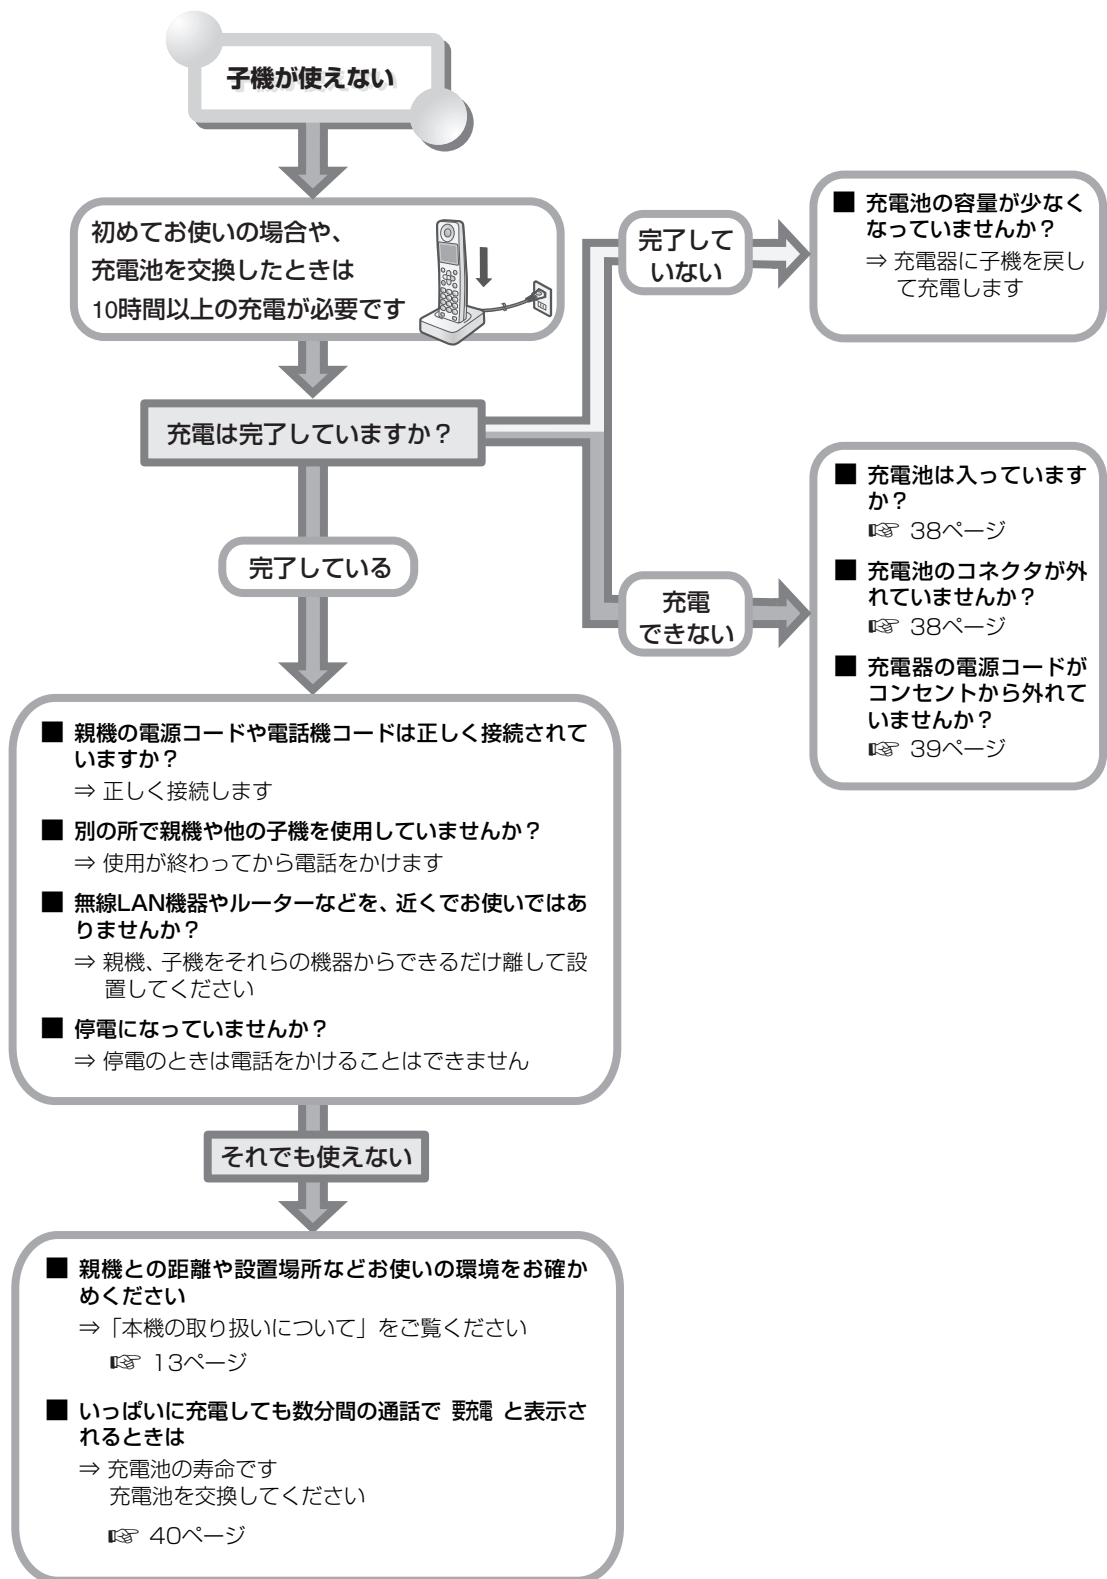 子機が使えない
初めてお使いの場合や、
充電池を交換したときは
10時間以上の充電が必要です
充電は完了していますか？
完了して
いない
■ 充電池の容量が少なく
なっていませんか？
⇒ 充電器に子機を戻し
て充電します
充電
できない
■ 充電池は入っています
か？
☞ 38ページ
■ 充電池のコネクタが外
れていませんか？
☞ 38ページ
■ 充電器の電源コードが
コンセントから外れて
いませんか？
☞ 39ページ
完了している
■ 親機の電源コードや電話機コードは正しく接続されて
いますか？
⇒ 正しく接続します
■ 別の所で親機や他の子機を使用していませんか？
⇒ 使用が終わってから電話をかけます
■ 無線LAN機器やルーターなどを、近くでお使いではあ
りませんか？
⇒ 親機、子機をそれらの機器からできるだけ離して設
置してください
■ 停電になっていませんか？
⇒ 停電のときは電話をかけることはできません
それでも使えない
■ 親機との距離や設置場所などお使いの環境をお確か
めください
⇒「本機の取り扱いについて」をご覧ください
☞ 13ページ
■ いっぱいに充電しても数分間の通話で 要充電 と表示さ
れるときは
⇒ 充電池の寿命です
充電池を交換してください
☞ 40ページ